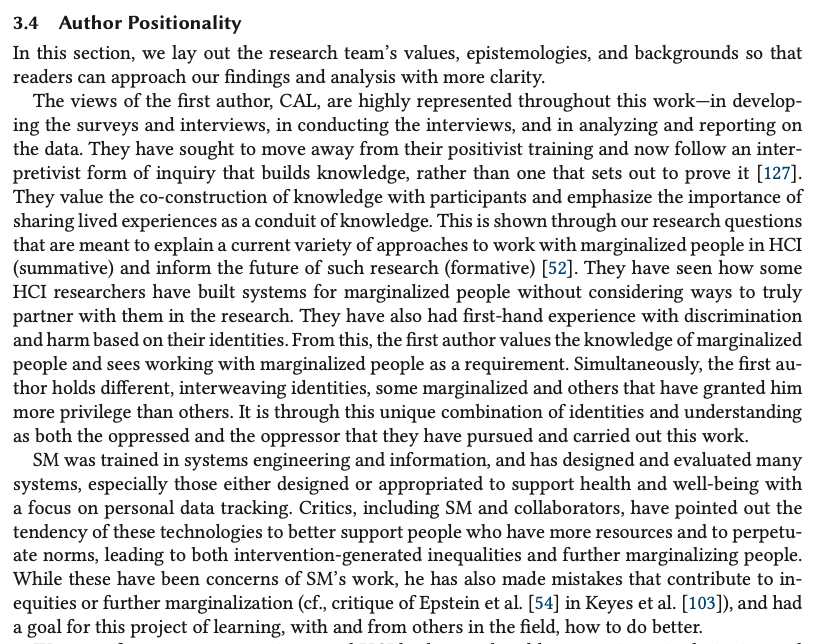 3.4 Author Positionality
In this section, we lay out the research team's values, epistemologies, and backgrounds so that
readers can approach our findings and analysis with more clarity.
The views of the first author, CAL, are highly represented throughout this work—in develop-
ing the surveys and interviews, in conducting the interviews, and in analyzing and reporting on
the data. They have sought to move away from their positivist training and now follow an inter-
pretivist form of inquiry that builds knowledge, rather than one that sets out to prove it [127].
They value the co-construction of knowledge with participants and emphasize the importance of
sharing lived experiences as a conduit of knowledge. This is shown through our research questions
that are meant to explain a current variety of approaches to work with marginalized people in HCI
(summative) and inform the future of such research (formative) [52]. They have seen how some
HCI researchers have built systems for marginalized people without considering ways to truly
partner with them in the research. They have also had first-hand experience with discrimination
and harm based on their identities. From this, the first author values the knowledge of marginalized
people and sees working with marginalized people as a requirement. Simultaneously, the first au-
thor holds different, interweaving identities, some marginalized and others that have granted him
more privilege than others. It is through this unique combination of identities and understanding
as both the oppressed and the oppressor that they have pursued and carried out this work.
SM was trained in systems engineering and information, and has designed and evaluated many
systems, especially those either designed or appropriated to support health and well-being with
a focus on personal data tracking. Critics, including SM and collaborators, have pointed out the
tendency of these technologies to better support people who have more resources and to perpetu-
ate norms, leading to both intervention-generated inequalities and further marginalizing people.
While these have been concerns of SM's work, he has also made mistakes that contribute to in-
equities or further marginalization (cf., critique of Epstein et al. [54] in Keyes et al. [103]), and had
a goal for this project of learning, with and from others in the field, how to do better.